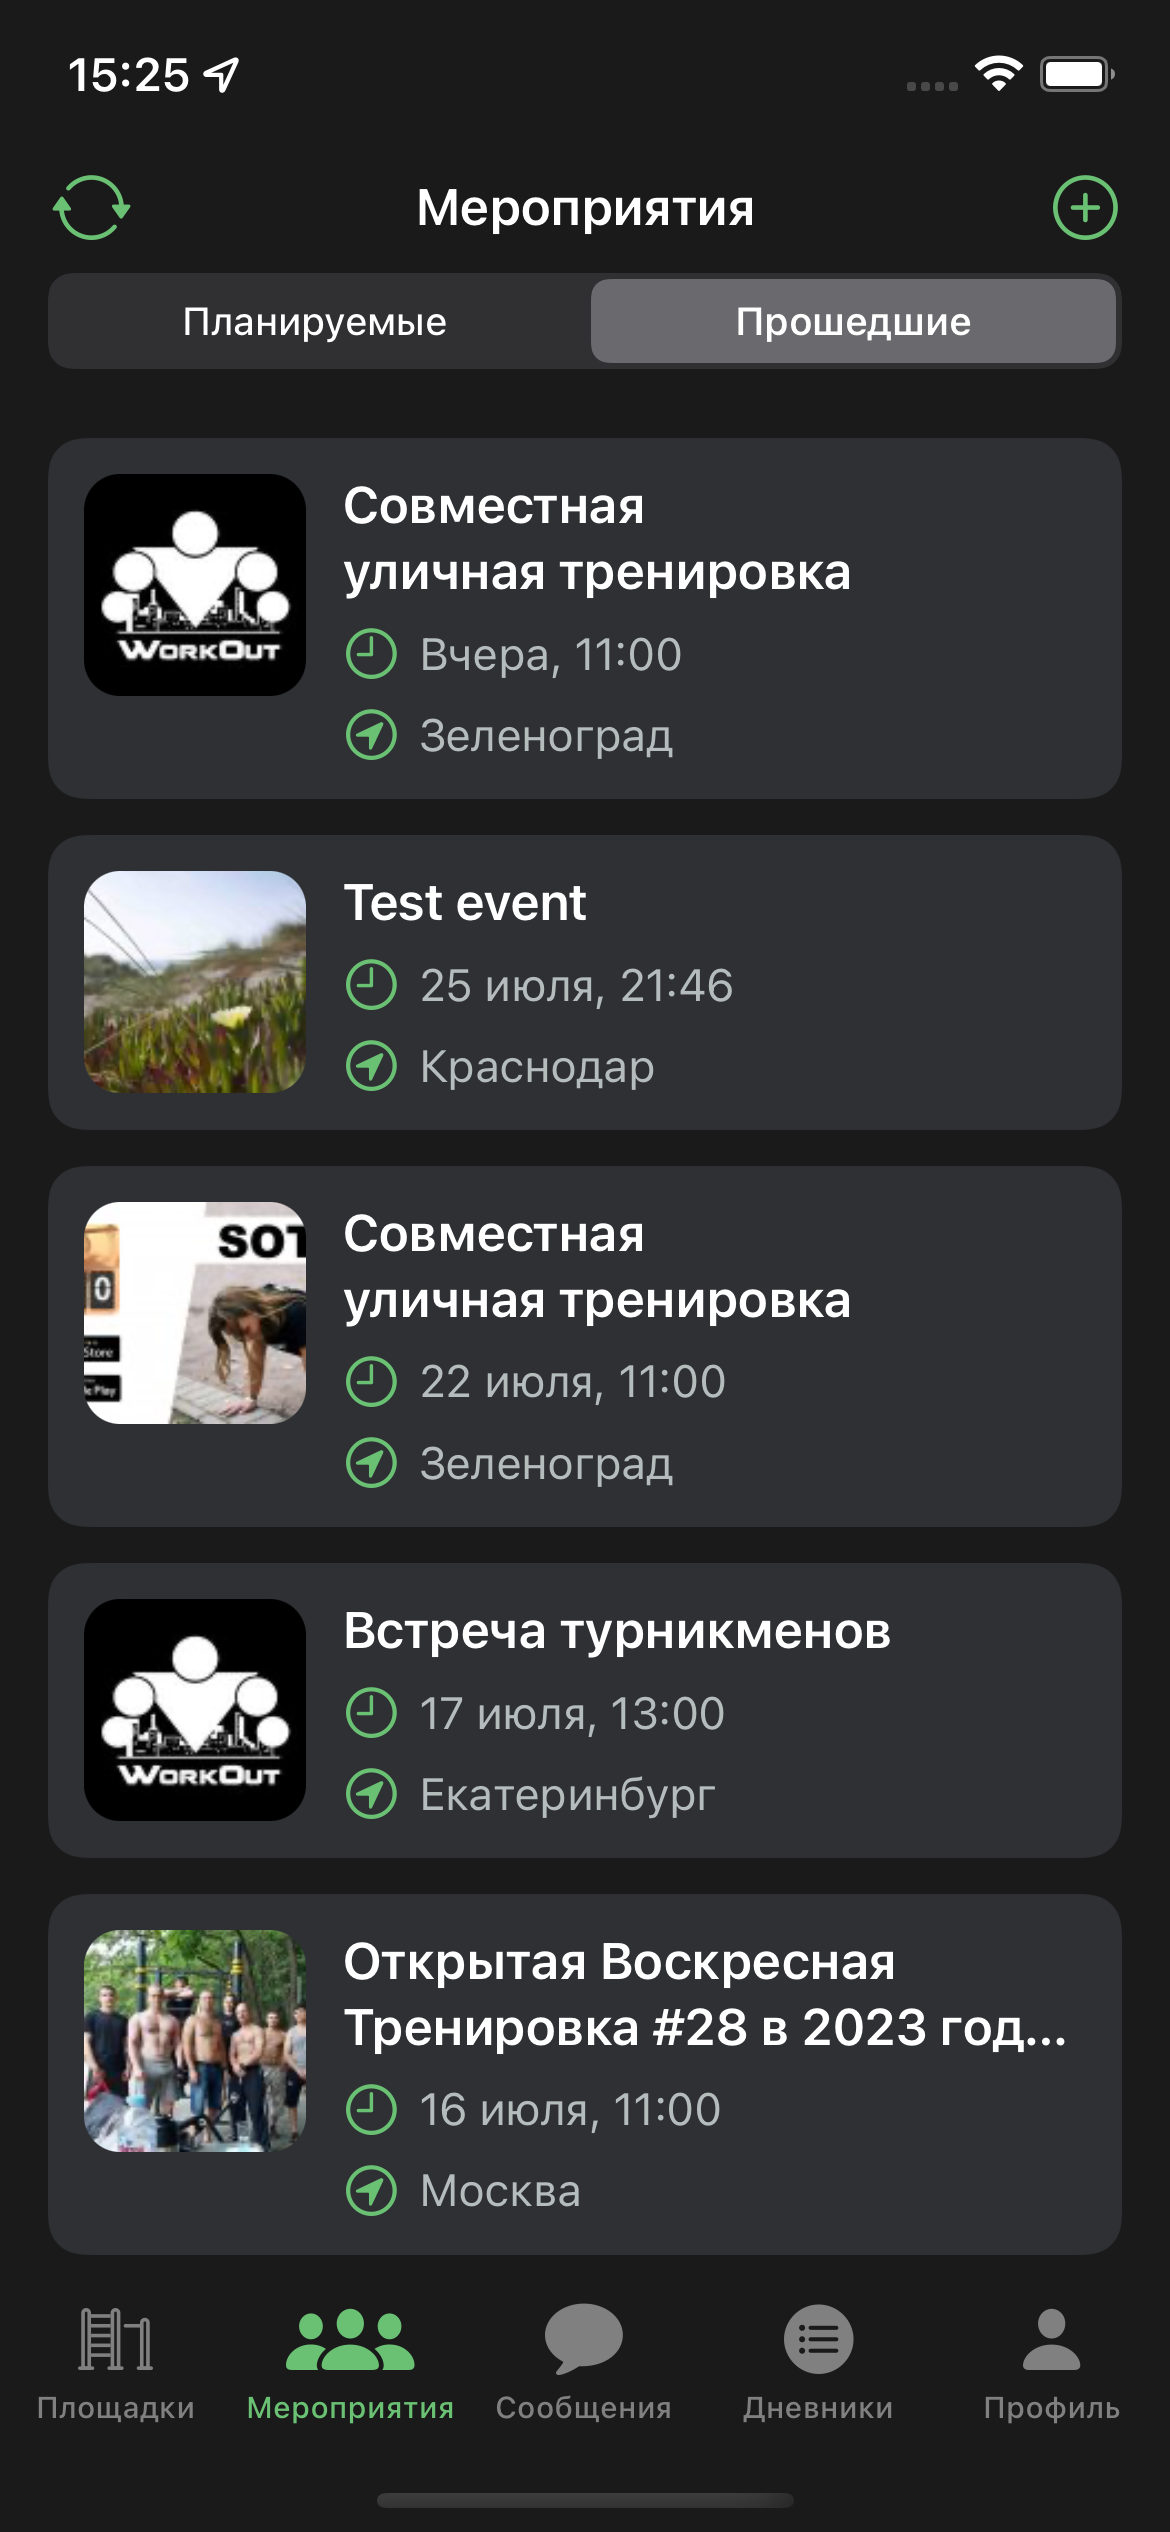 15:25
Мероприятия
Планируемые
Прошедшие
WORKOUT
Совместная
уличная тренировка
Вчера, 11:00
Зеленоград
Test event
25 июля, 21:46
Краснодар
SOT
0
Store
Play
Совместная
уличная тренировка
22 июля, 11:00
Зеленоград
WORKOUT
Встреча турникменов
17 июля, 13:00
Екатеринбург
Открытая Воскресная
Тренировка #28 в 2023 год...
16 июля, 11:00
Москва
Площадки
Мероприятия
Сообщения
Дневники
Профиль